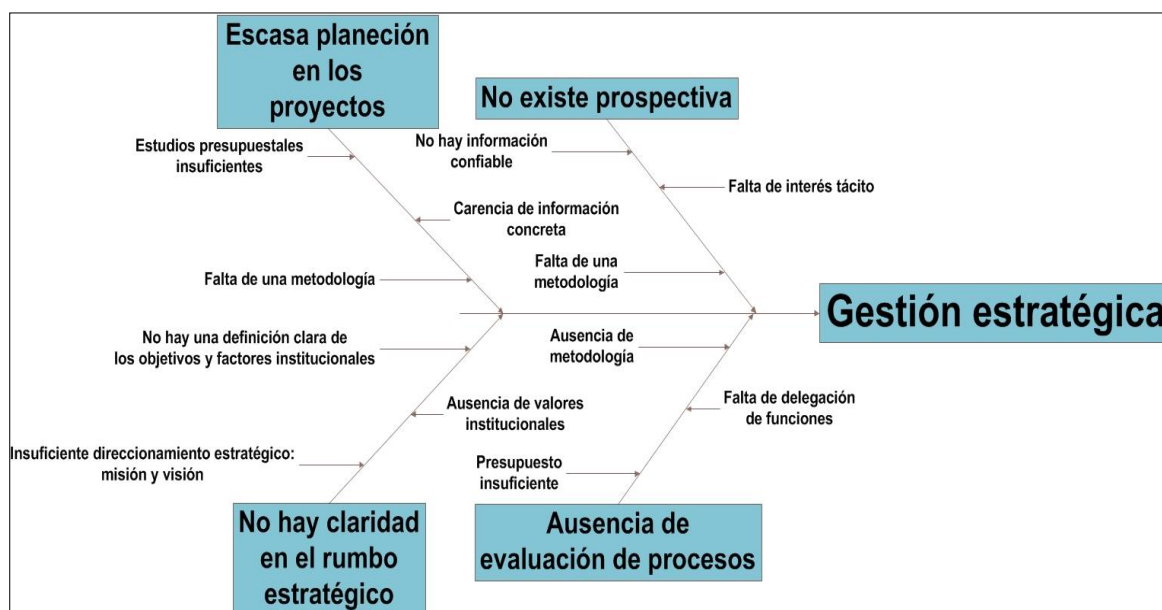 Escasa planeción
en los
proyectos
No existe prospectiva
Estudios presupuestales
insuficientes
No hay información
confiable
Falta de interés tácito
Carencia de información
concreta
Falta de una metodología
Falta de una
metodología
Gestión estratégica
No hay una definición clara de
los objetivos y factores institucionales
Ausencia de
metodología
Ausencia de valores
institucionales
Falta de delegación
de funciones
Insuficiente direccionamiento estratégico:
misión y visión
Presupuesto
insuficiente
No hay claridad
en el rumbo
estratégico
Ausencia de
evaluación de procesos